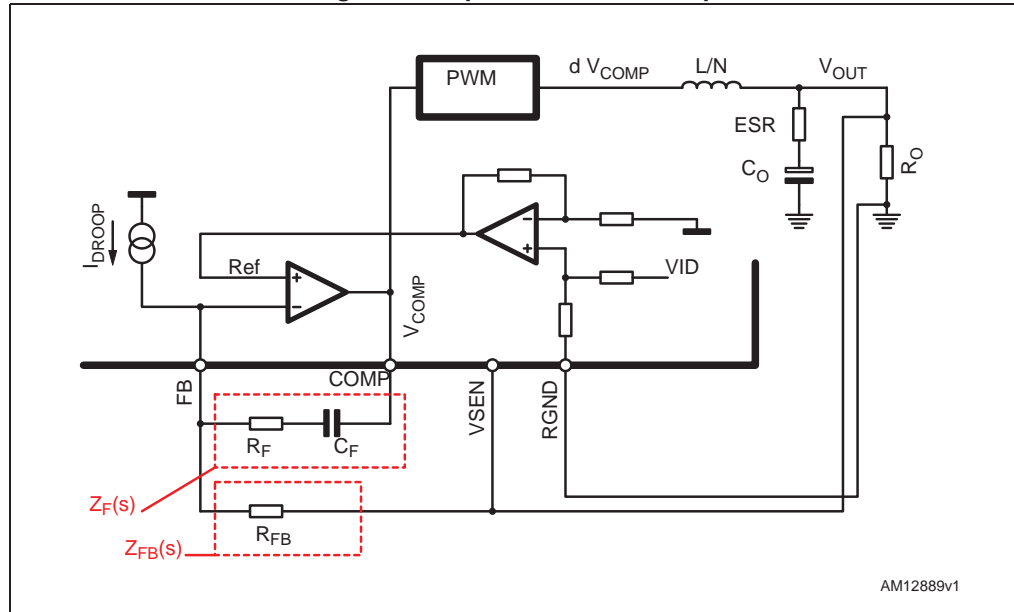 PWM
d V_COMP
L/N
V_OUT
ESR
C_O
R_O
I_DROOP
Ref
+
-
-
+
VID
V_COMP
FB
COMP
VSEN
RGND
R_F
C_F
Z_F(s)
R_FB
Z_FB(s)
AM12889v1